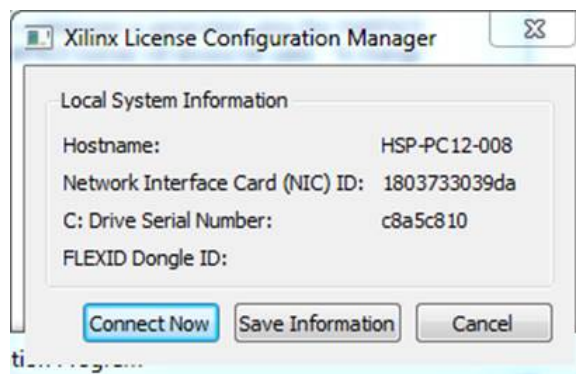 Xilinx License Configuration Manager
Local System Information
Hostname: HSP-PC12-008
Network Interface Card (NIC) ID: 1803733039da
C: Drive Serial Number: c8a5c810
FLEXID Dongle ID:
Connect Now Save Information Cancel